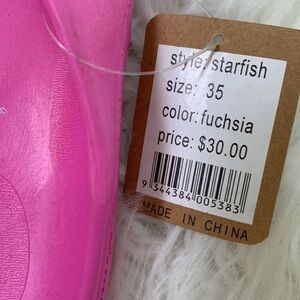 style: starfish
size: 35
color: fuchsia
price: $30.00
9 344384 005383
MADE IN CHINA